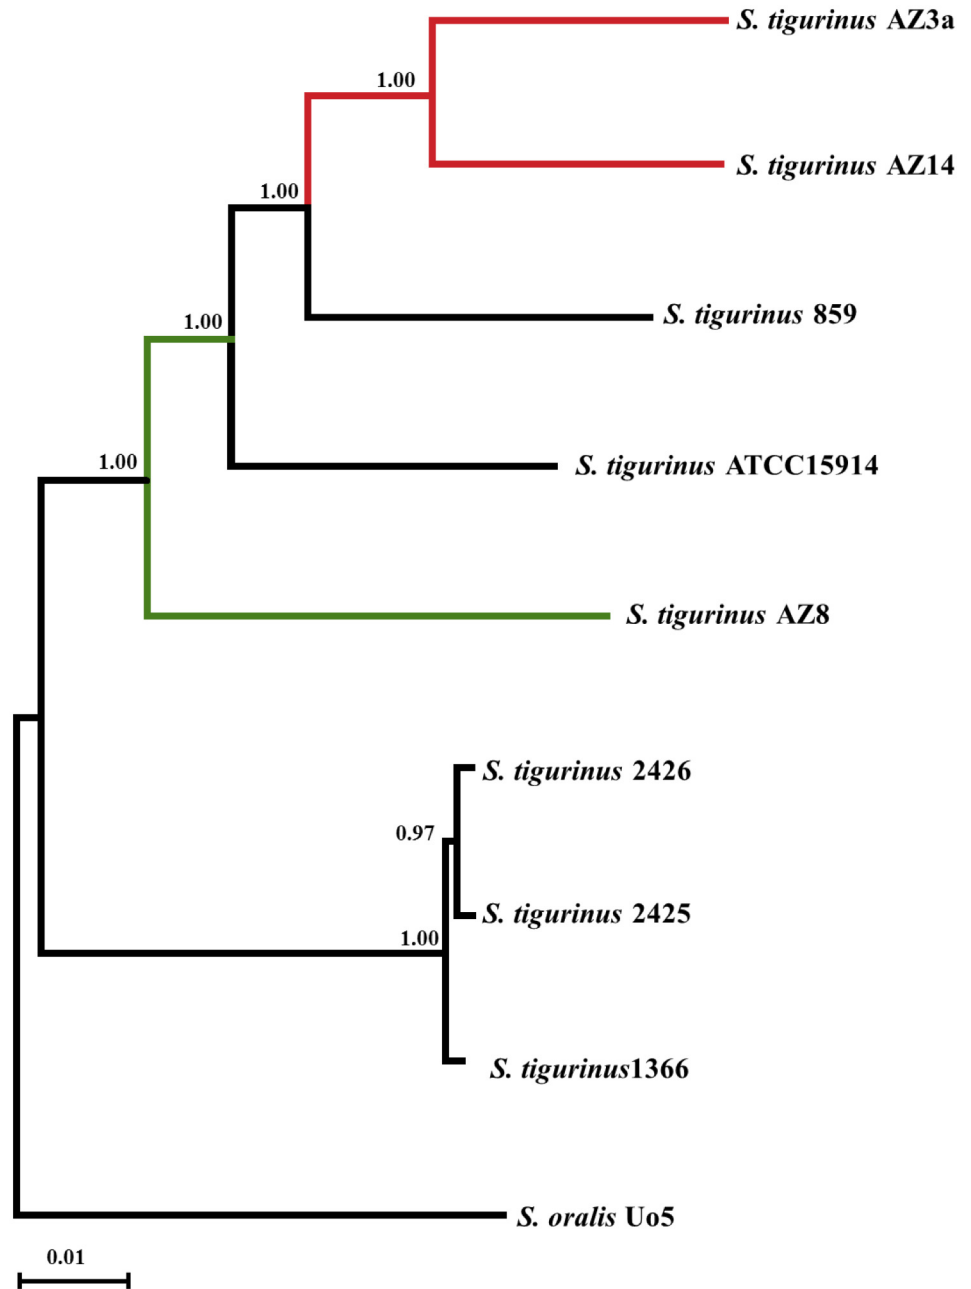 S. tigurinus AZ3a
1.00
S. tigurinus AZ14
1.00
S. tigurinus 859
1.00
S. tigurinus ATCC15914
1.00
S. tigurinus AZ8
S. tigurinus 2426
0.97
S. tigurinus 2425
1.00
S. tigurinus1366
S. oralis Uo5
0.01